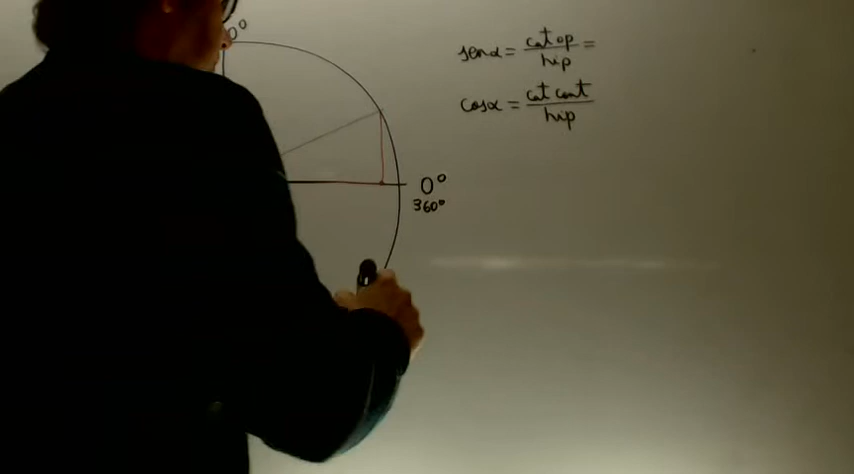 0°
senα = cat op / hip =
cosα = cat cont / hip
0°
360°